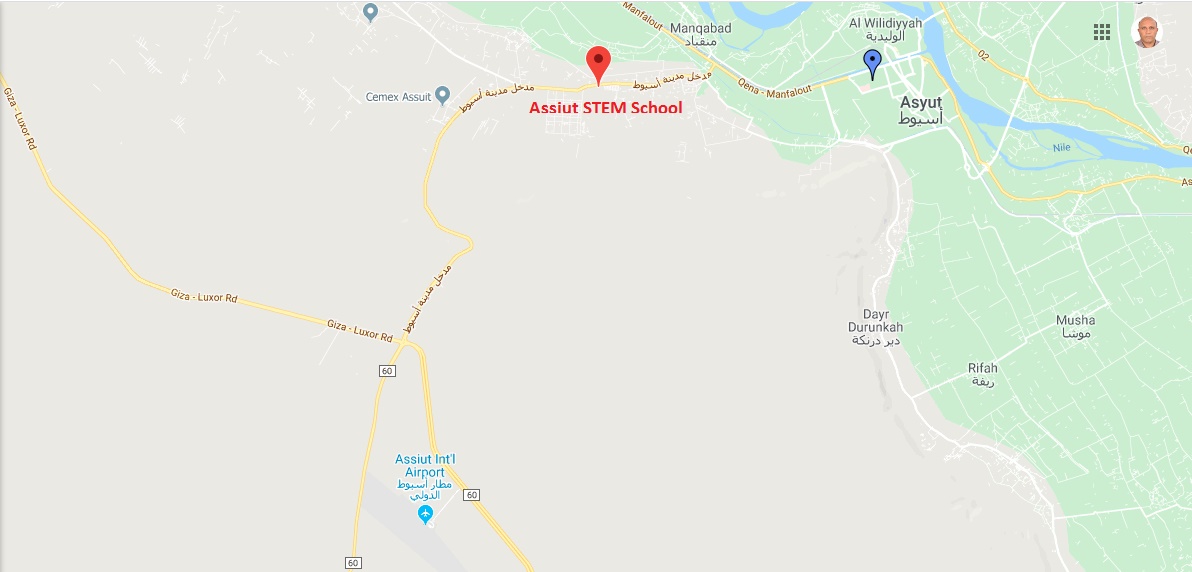 Manfalout
Manqabad
منقباد
Al Wilidiyyah
الوليدية
02
Cemex Assuit
مدخل مدينة أسيوط
مدخل مدينة أسيوط
Qena - Manfalout
Assiut STEM School
Asyut
أسيوط
Giza - Luxor Rd
Nile
Qe
As
مدخل مدينة أسيوط
Giza - Luxor Rd
Giza - Luxor Rd
Dayr
Durunkah
دير درنكة
Musha
موشا
60
Rifah
ريفة
Assiut Int'l
Airport
مطار أسيوط
الدولي
60
60